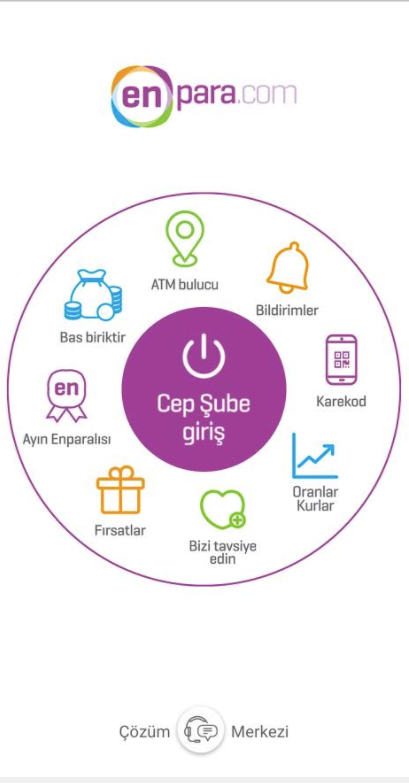 enpara.com
ATM bulucu
Bildirimler
Bas biriktir
Karekod
Cep Şube
giriş
en
Ayın Enparalısı
Oranlar
Kurlar
Fırsatlar
Bizi tavsiye
edin
Çözüm Merkezi